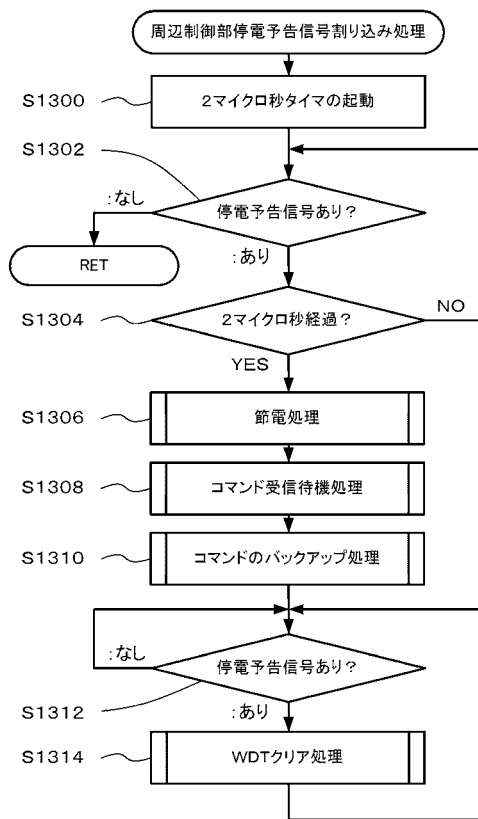 周辺制御部停電予告信号割り込み処理
S1300
2マイクロ秒タイマの起動
S1302
:なし
停電予告信号あり?
RET
:あり
S1304
2マイクロ秒経過?
NO
YES
S1306
節電処理
S1308
コマンド受信待機処理
S1310
コマンドのバックアップ処理
:なし
停電予告信号あり?
S1312
:あり
S1314
WDTクリア処理